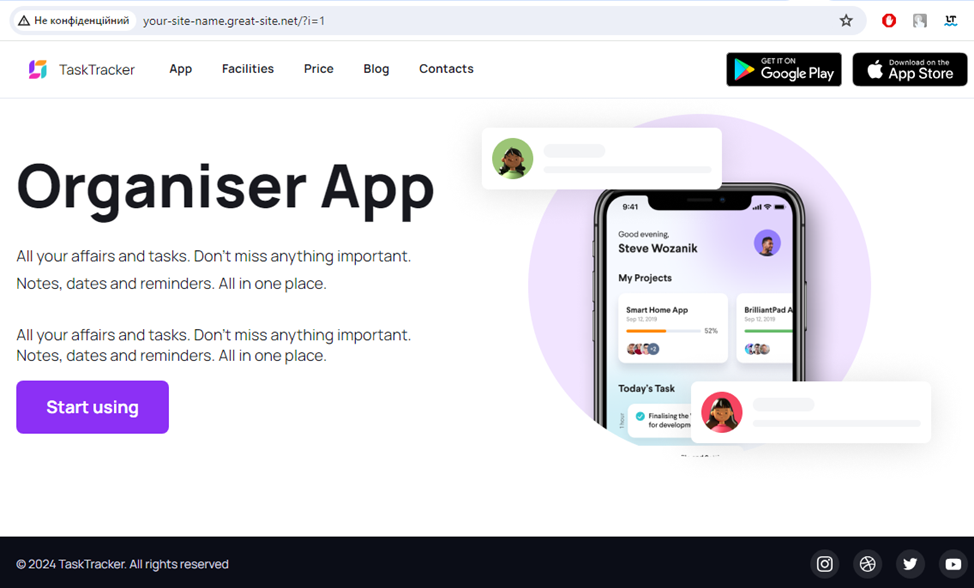 Не конфіденційний
your-site-name.great-site.net/?i=1
LT
TaskTracker
App
Facilities
Price
Blog
Contacts
GET IT ON
Google Play
Download on the
App Store
Organiser App
All your affairs and tasks. Don't miss anything important.
Notes, dates and reminders. All in one place.
All your affairs and tasks. Don't miss anything important.
Notes, dates and reminders. All in one place.
Start using
9:41
Good evening,
Steve Wozanik
My Projects
Smart Home App
Sep 12, 2019
52%
+2
BrilliantPad A
Sep 12, 2019
Today's Task
1 hour
Finalising the
for developm
© 2024 TaskTracker. All rights reserved